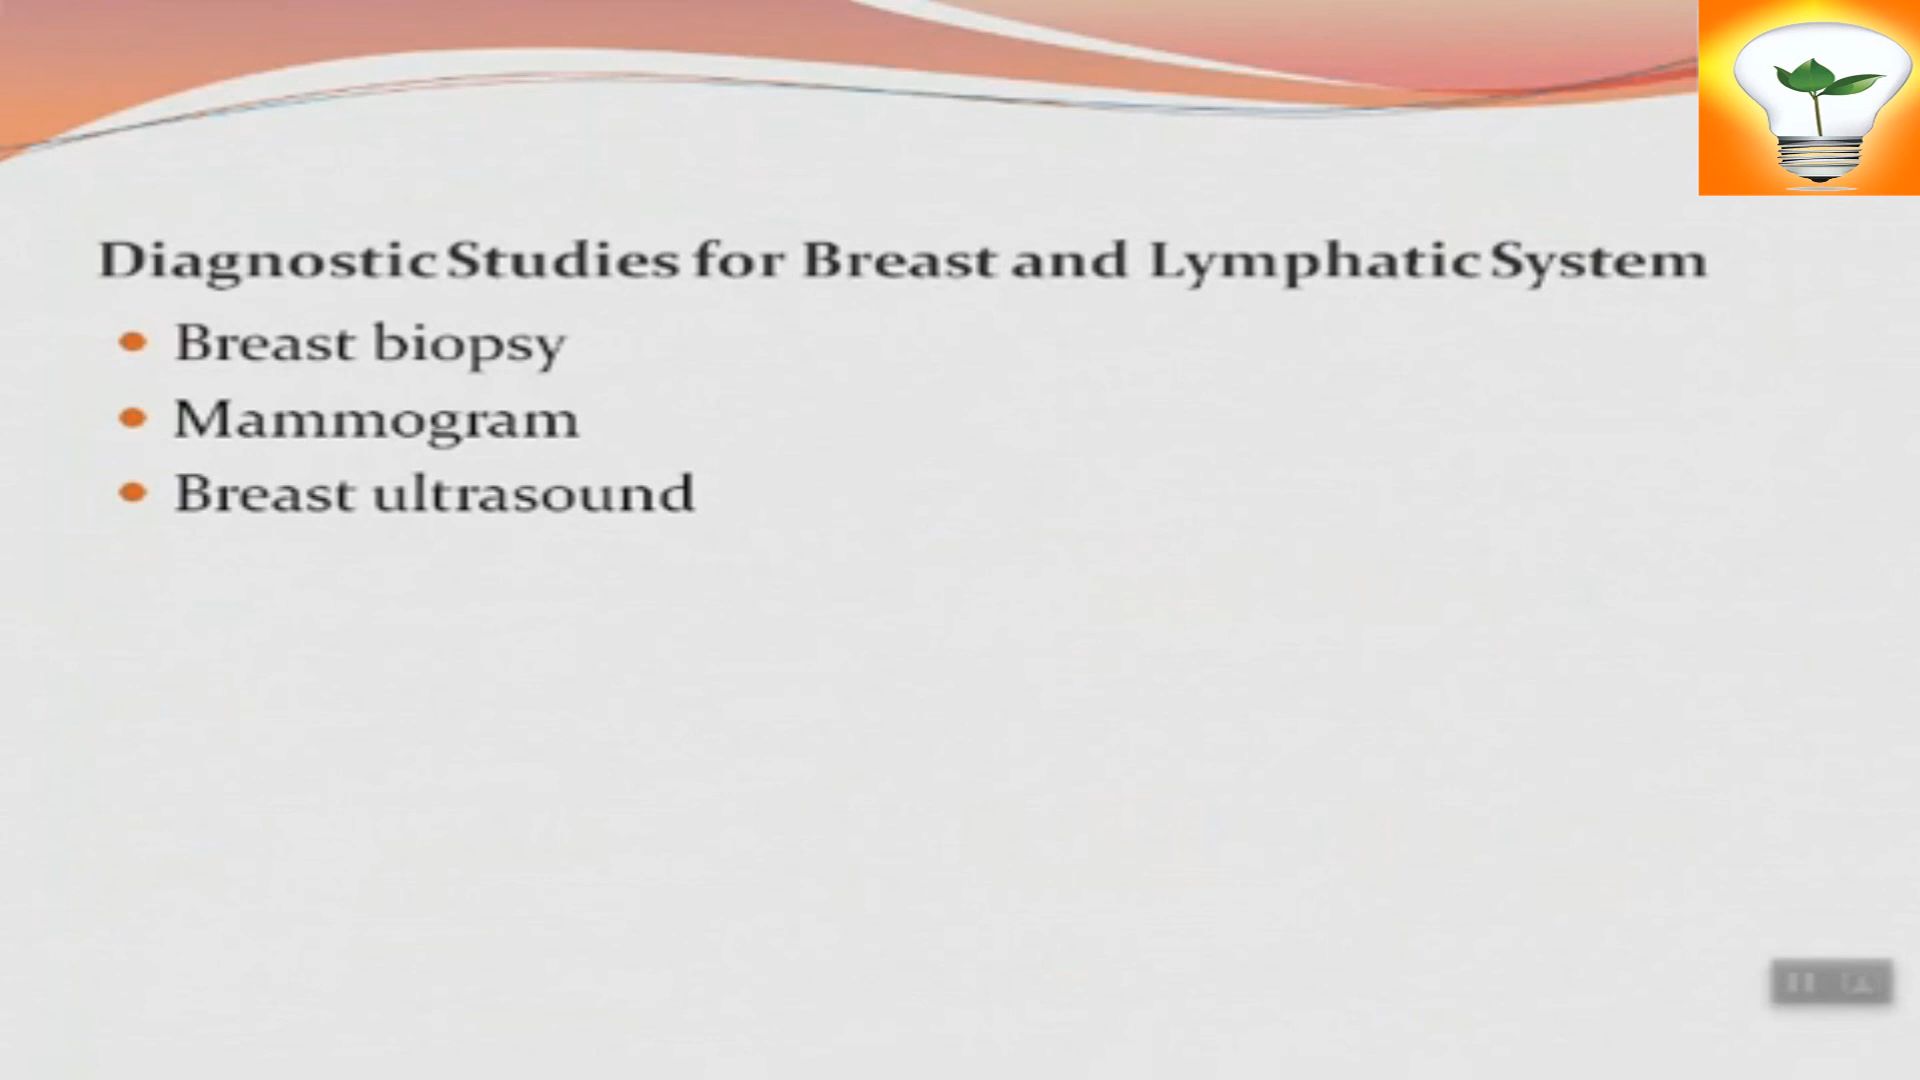 Diagnostic Studies for Breast and Lymphatic System
Breast biopsy
Mammogram
Breast ultrasound